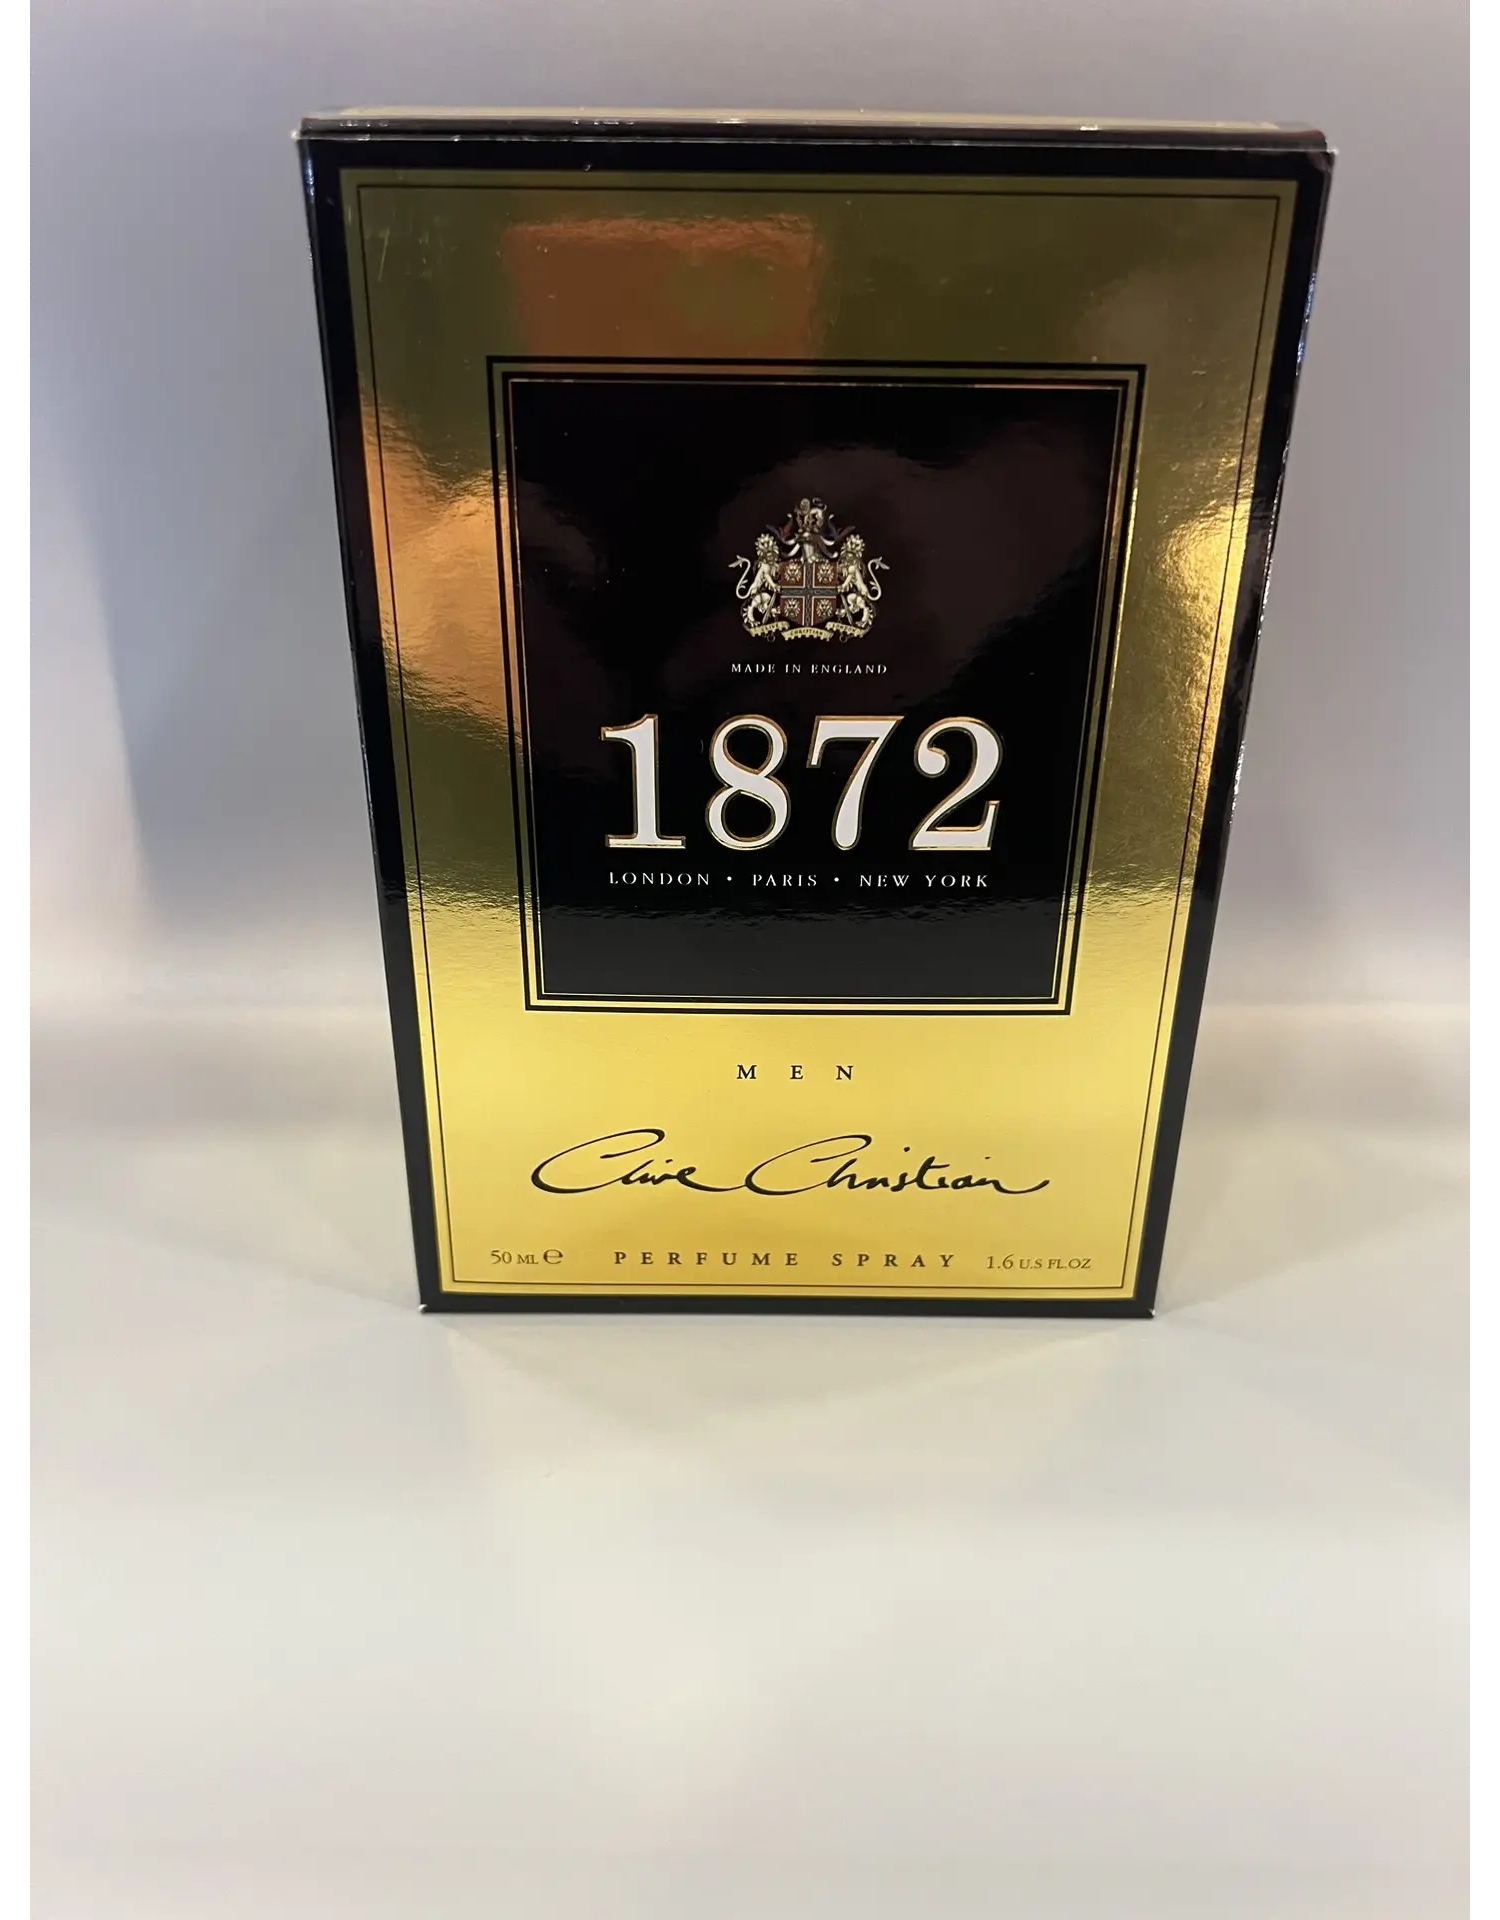 MADE IN ENGLAND
1872
LONDON • PARIS • NEW YORK
MEN
Clive Christian
50 ML ℮ PERFUME SPRAY 1.6 U.S FL.OZ